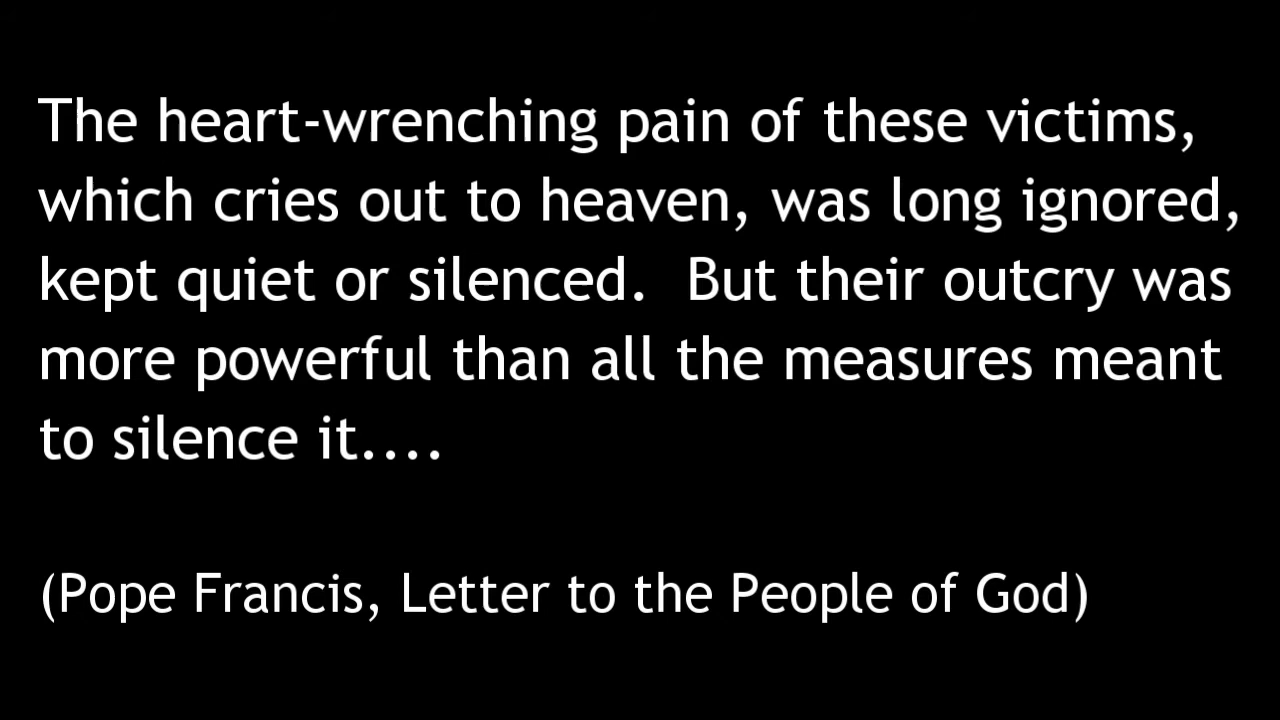 The heart-wrenching pain of these victims,
which cries out to heaven, was long ignored,
kept quiet or silenced.  But their outcry was
more powerful than all the measures meant
to silence it....
(Pope Francis, Letter to the People of God)